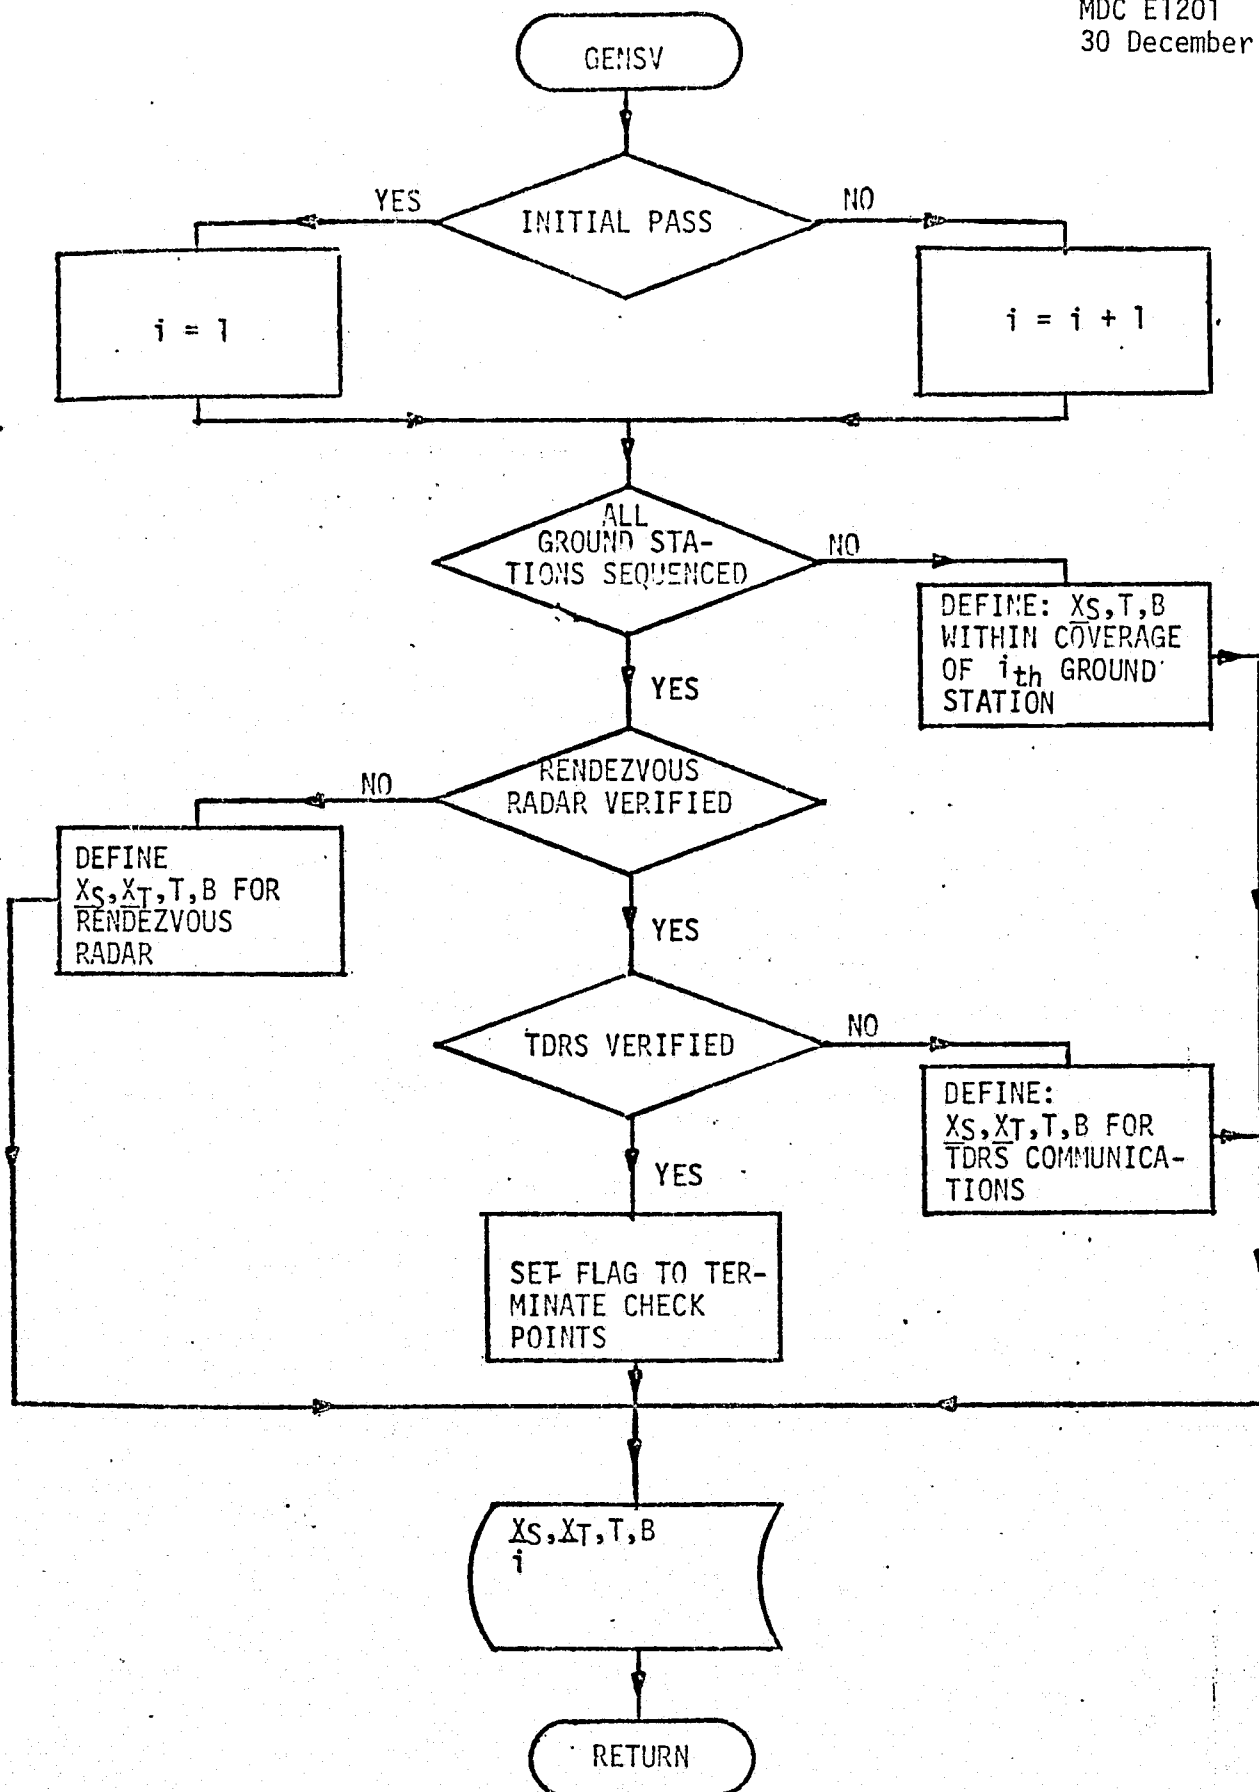 MDC E1201
30 December
GENSV
YES
INITIAL PASS
NO
i = 1
i = i + 1
ALL
GROUND STA-
TIONS SEQUENCED
NO
DEFINE: XS,T,B
WITHIN COVERAGE
OF ith GROUND
STATION
YES
RENDEZVOUS
RADAR VERIFIED
NO
DEFINE
XS,XT,T,B FOR
RENDEZVOUS
RADAR
YES
TDRS VERIFIED
NO
DEFINE:
XS,XT,T,B FOR
TDRS COMMUNICA-
TIONS
YES
SET FLAG TO TER-
MINATE CHECK
POINTS
XS,XT,T,B
i
RETURN